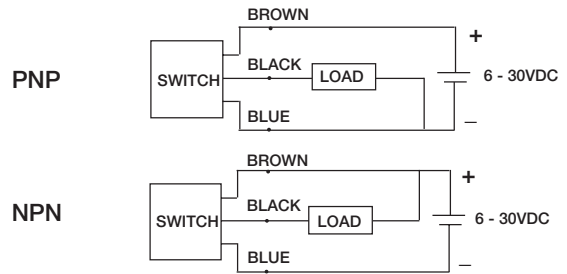 BROWN
+
PNP
SWITCH
BLACK
LOAD
6 - 30VDC
BLUE
–
BROWN
+
NPN
SWITCH
BLACK
LOAD
6 - 30VDC
BLUE
–